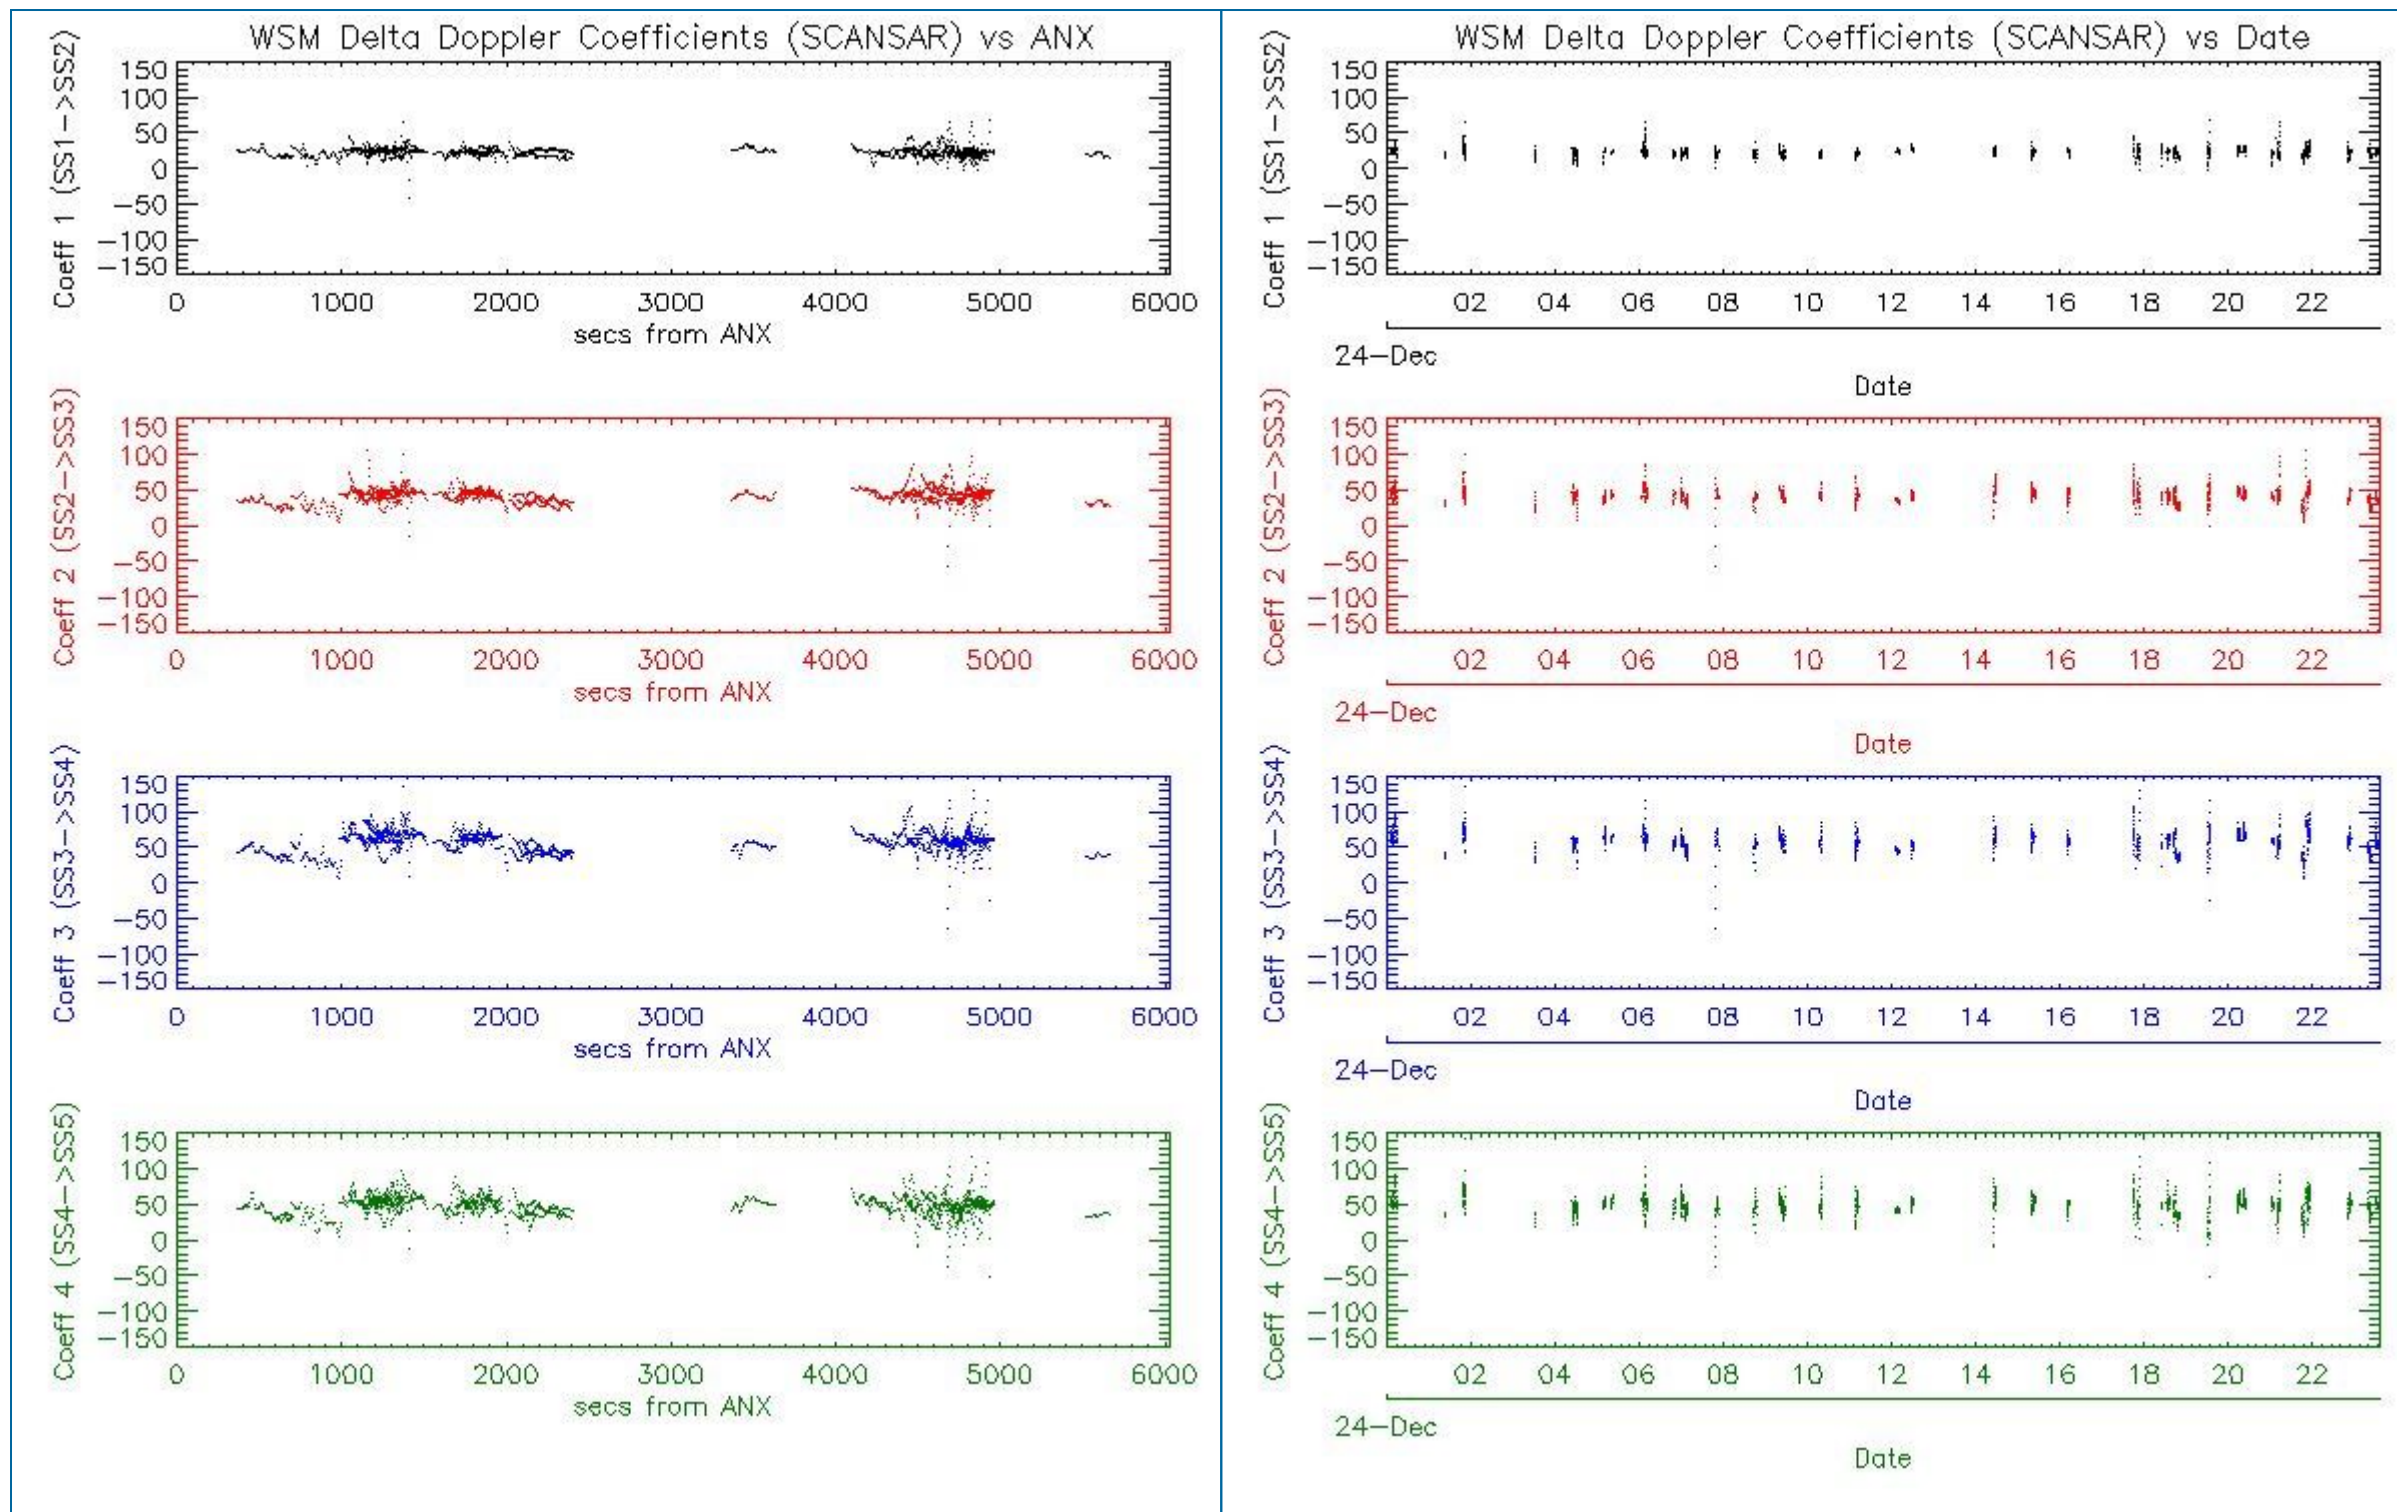 WSM Delta Doppler Coefficients (SCANSAR) vs ANX
Coeff 1 (SS1->SS2)
150
100
50
0
-50
-100
-150
0 1000 2000 3000 4000 5000 6000
secs from ANX
Coeff 2 (SS2->SS3)
150
100
50
0
-50
-100
-150
0 1000 2000 3000 4000 5000 6000
secs from ANX
Coeff 3 (SS3->SS4)
150
100
50
0
-50
-100
-150
0 1000 2000 3000 4000 5000 6000
secs from ANX
Coeff 4 (SS4->SS5)
150
100
50
0
-50
-100
-150
0 1000 2000 3000 4000 5000 6000
secs from ANX
WSM Delta Doppler Coefficients (SCANSAR) vs Date
Coeff 1 (SS1->SS2)
150
100
50
0
-50
-100
-150
02 04 06 08 10 12 14 16 18 20 22
24-Dec
Date
Coeff 2 (SS2->SS3)
150
100
50
0
-50
-100
-150
02 04 06 08 10 12 14 16 18 20 22
24-Dec
Date
Coeff 3 (SS3->SS4)
150
100
50
0
-50
-100
-150
02 04 06 08 10 12 14 16 18 20 22
24-Dec
Date
Coeff 4 (SS4->SS5)
150
100
50
0
-50
-100
-150
02 04 06 08 10 12 14 16 18 20 22
24-Dec
Date